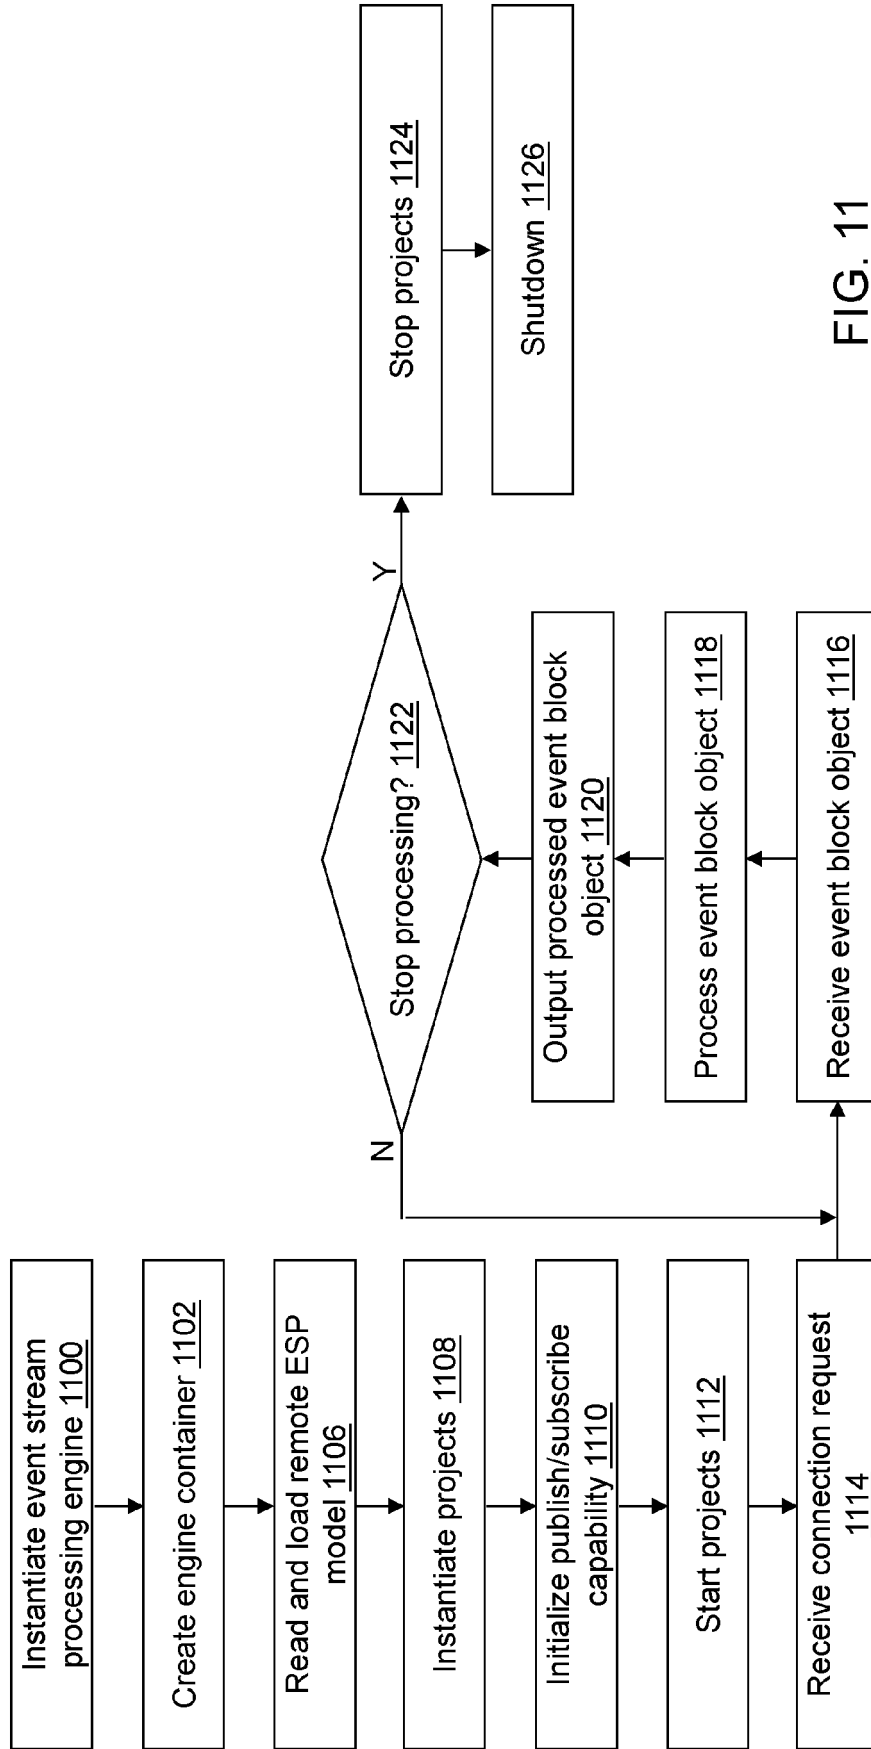 Instantiate event stream
processing engine 1100
Create engine container 1102
Read and load remote ESP
model 1106
Instantiate projects 1108
Initialize publish/subscribe
capability 1110
Start projects 1112
Receive connection request
1114
Receive event block object 1116
Process event block object 1118
Output processed event block
object 1120
Stop processing? 1122
N
Y
Stop projects 1124
Shutdown 1126
FIG. 11